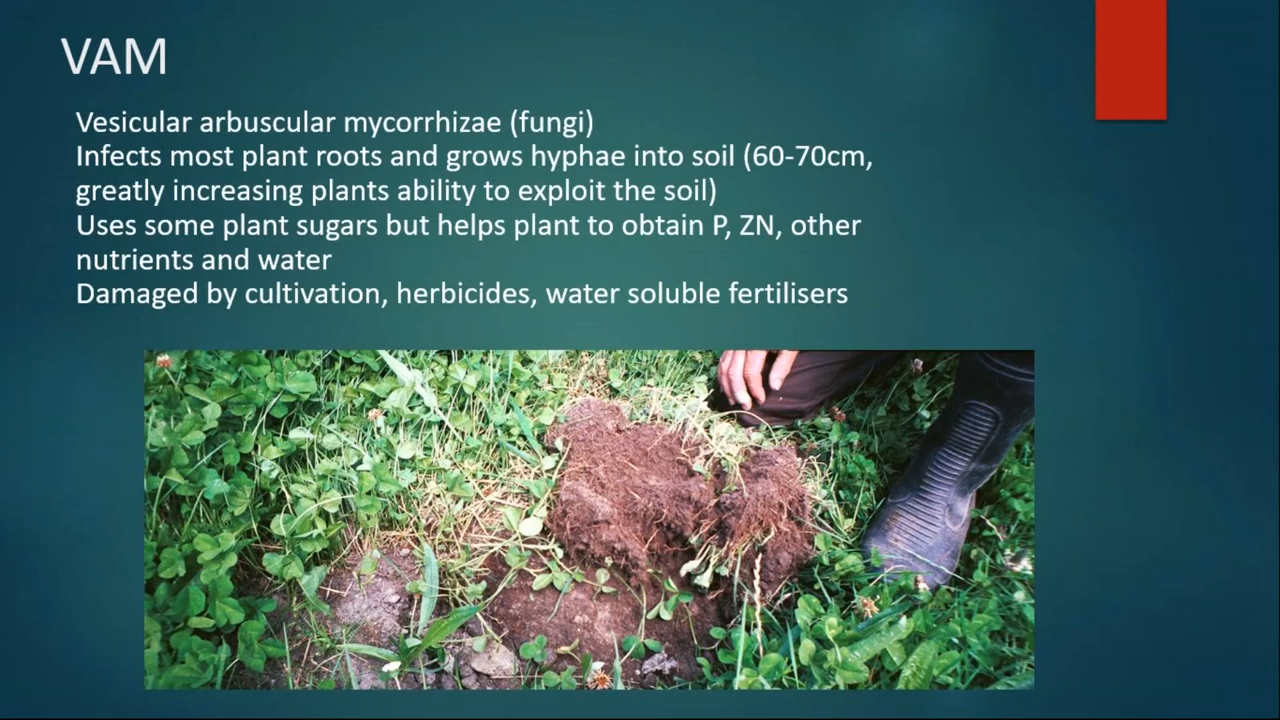 VAM
Vesicular arbuscular mycorrhizae (fungi)
Infects most plant roots and grows hyphae into soil (60-70cm,
greatly increasing plants ability to exploit the soil)
Uses some plant sugars but helps plant to obtain P, ZN, other
nutrients and water
Damaged by cultivation, herbicides, water soluble fertilisers